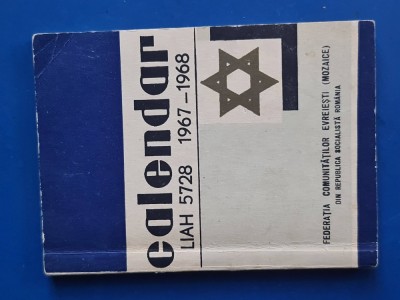 calendar
LIAH 5728 1967-1968
FEDERAȚIA COMUNITĂȚILOR EVREIEȘTI (MOZAICE)
DIN REPUBLICA SOCIALISTĂ ROMÂNIA